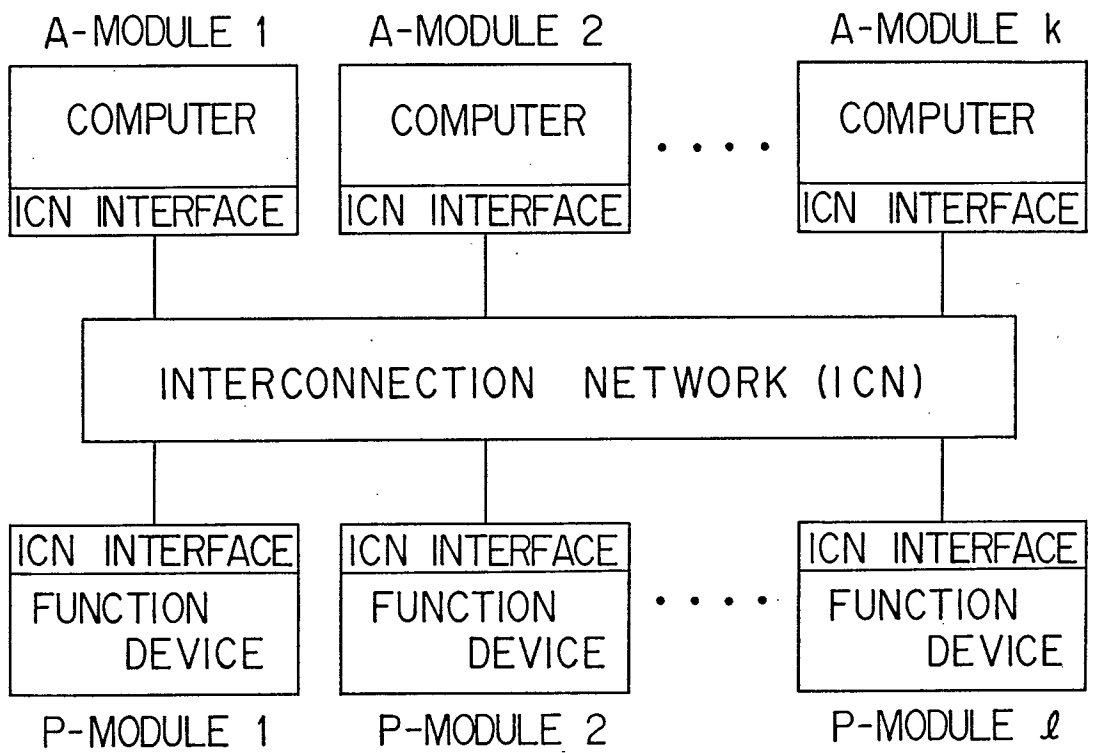 A-MODULE 1 A-MODULE 2 A-MODULE k
COMPUTER COMPUTER COMPUTER
ICN INTERFACE ICN INTERFACE ICN INTERFACE
INTERCONNECTION NETWORK (ICN)
ICN INTERFACE ICN INTERFACE ICN INTERFACE
FUNCTION FUNCTION FUNCTION
DEVICE DEVICE DEVICE
P-MODULE 1 P-MODULE 2 P-MODULE ℓ